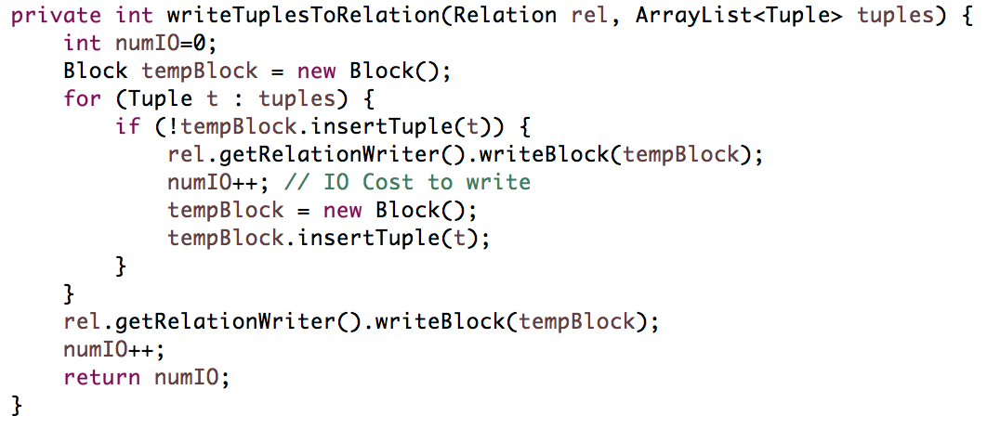 private int writeTuplesToRelation(Relation rel, ArrayList<Tuple> tuples) {
    int numIO=0;
    Block tempBlock = new Block();
    for (Tuple t : tuples) {
        if (!tempBlock.insertTuple(t)) {
            rel.getRelationWriter().writeBlock(tempBlock);
            numIO++; // IO Cost to write
            tempBlock = new Block();
            tempBlock.insertTuple(t);
        }
    }
    rel.getRelationWriter().writeBlock(tempBlock);
    numIO++;
    return numIO;
}